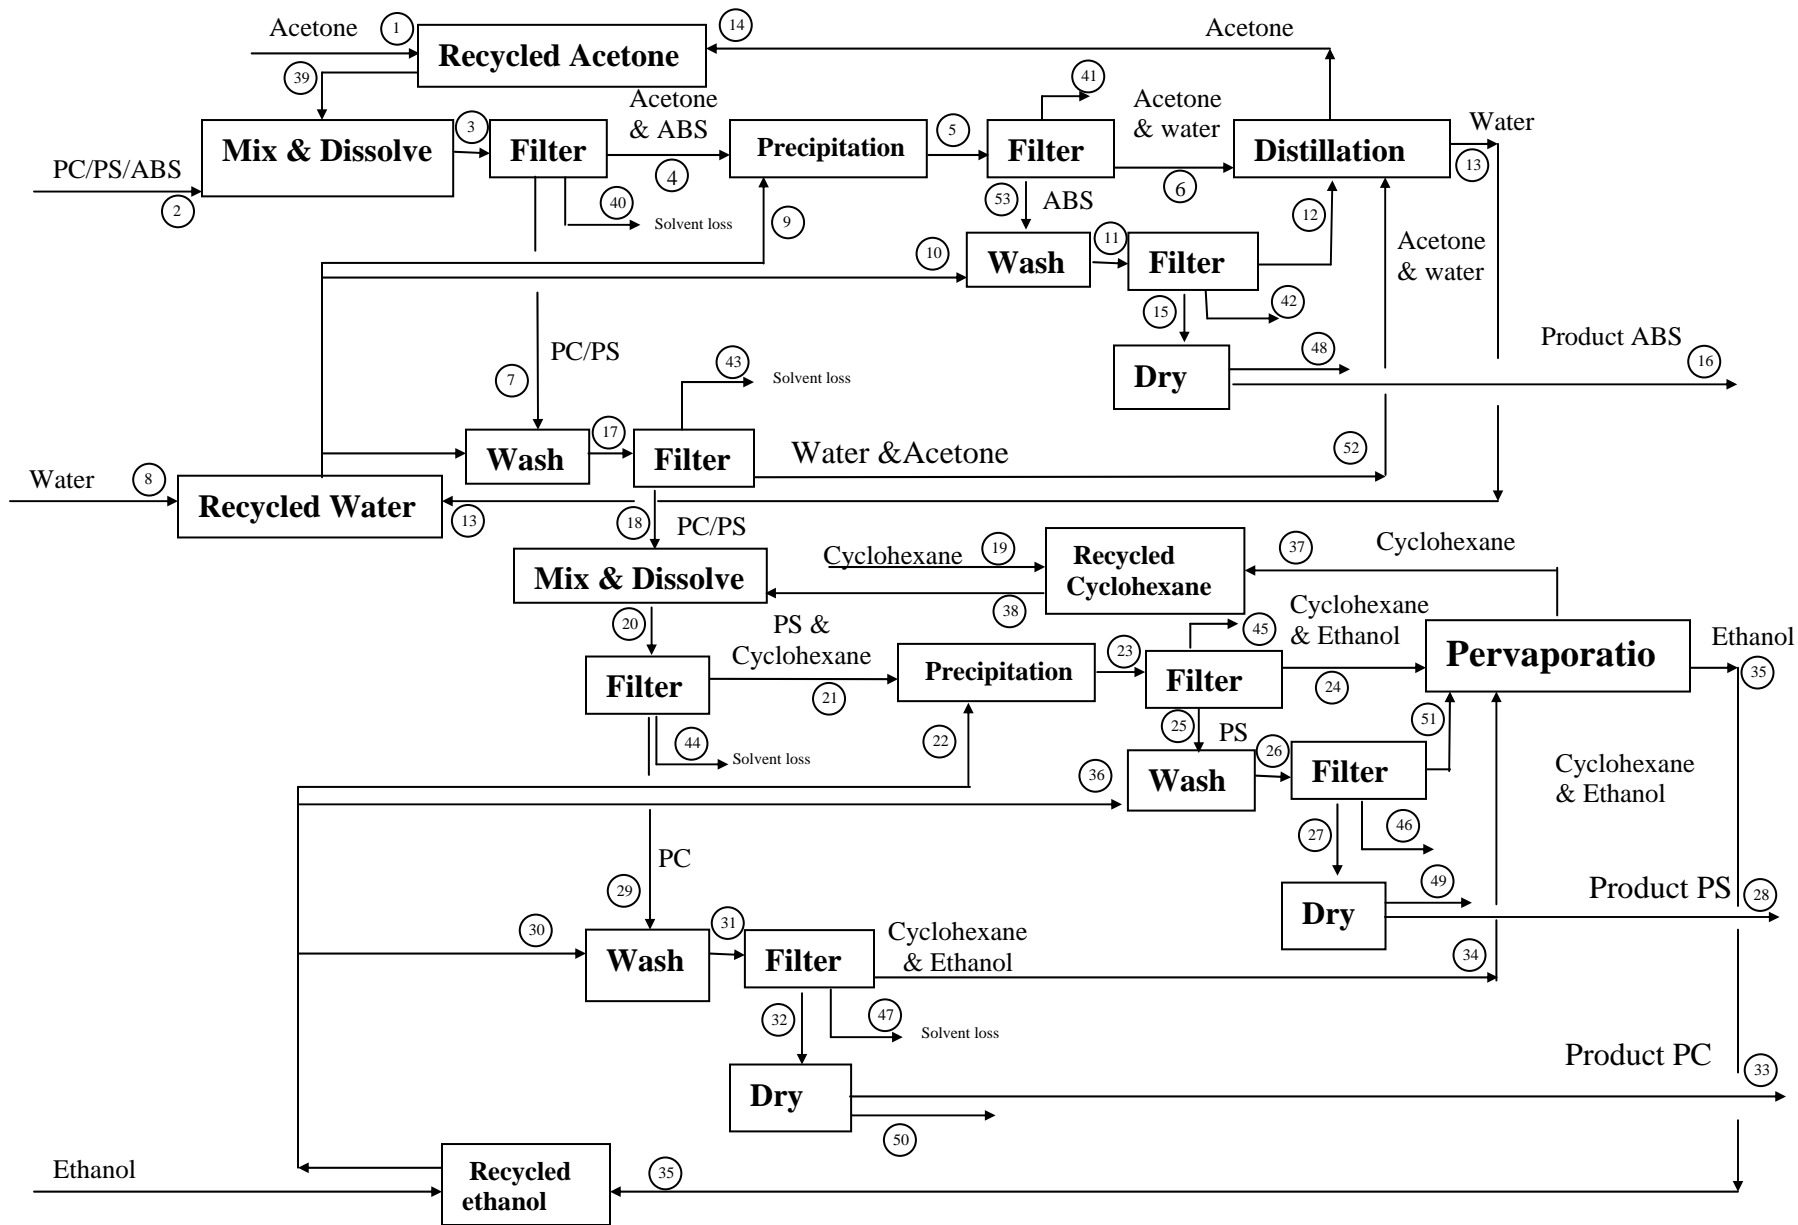 Acetone
1
14
Acetone
Recycled Acetone
39
41
Acetone
& ABS
Acetone
& water
Water
3
5
Mix & Dissolve
Filter
Precipitation
Filter
Distillation
13
PC/PS/ABS
2
4
6
40
Solvent loss
9
53
ABS
12
10
11
Acetone
& water
Wash
Filter
15
42
Product ABS
16
PC/PS
43
48
7
Solvent loss
Dry
17
Wash
Filter
Water &Acetone
52
Water
8
Recycled Water
13
18
PC/PS
Cyclohexane
19
Recycled
Cyclohexane
37
Cyclohexane
Mix & Dissolve
38
20
PS &
Cyclohexane
45
Cyclohexane
& Ethanol
Ethanol
23
Precipitation
Filter
Pervaporatio
35
Filter
21
24
25
PS
51
22
44
Solvent loss
26
36
Wash
Filter
Cyclohexane
& Ethanol
27
46
PC
29
49
Product PS
28
Dry
30
31
Cyclohexane
& Ethanol
Wash
Filter
34
32
47
Solvent loss
Product PC
33
Dry
50
Ethanol
Recycled
ethanol
35